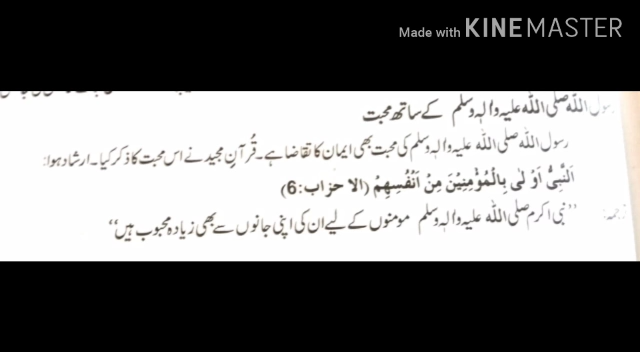 Made with KINEMASTER
رسول اللہ صلی اللہ علیہ والہ وسلم کے ساتھ محبت
رسول اللہ صلی اللہ علیہ والہ وسلم کی محبت بھی ایمان کا تقاضا ہے۔ قرآن مجید نے اس محبت کا ذکر کیا۔ ارشاد ہوا:
اَلنَّبِیُّ اَوْ لٰی بِالْمُؤْمِنِیْنَ مِنْ اَنْفُسِهِمْ (الاحزاب:6)
ترجمہ: ”نبی اکرم صلی اللہ علیہ والہ وسلم مومنوں کے لیے ان کی اپنی جانوں سے بھی زیادہ محبوب ہیں“